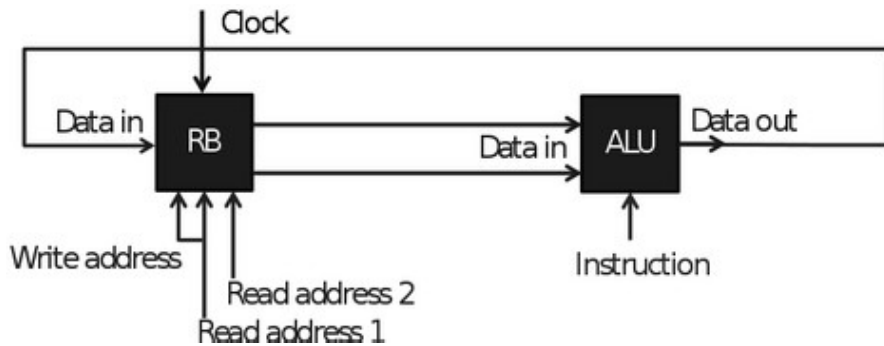 Clock
Data in
RB
Data in
ALU
Data out
Write address
Instruction
Read address 2
Read address 1